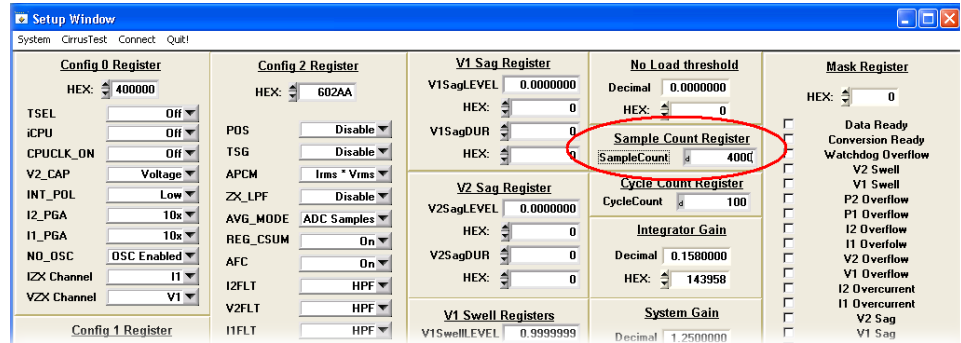 Setup Window
System CirrusTest Connect Quit!
Config 0 Register
HEX: 400000
TSEL Off
iCPU Off
CPUCLK_ON Off
V2_CAP Voltage
INT_POL Low
I2_PGA 10x
I1_PGA 10x
NO_OSC OSC Enabled
IZX Channel I1
VZX Channel V1
Config 1 Register
Config 2 Register
HEX: 602AA
POS Disable
TSG Disable
APCM Irms * Vrms
ZX_LPF Disable
AVG_MODE ADC Samples
REG_CSUM On
AFC On
I2FLT HPF
V2FLT HPF
I1FLT HPF
V1 Sag Register
V1SagLEVEL 0.0000000
HEX: 0
V1SagDUR 0
HEX: 0
V2 Sag Register
V2SagLEVEL 0.0000000
HEX: 0
V2SagDUR 0
HEX: 0
V1 Swell Registers
V1SwellLEVEL 0.9999999
No Load threshold
Decimal 0.0000000
HEX: 0
Sample Count Register
SampleCount d 4000
Cycle Count Register
CycleCount d 100
Integrator Gain
Decimal 0.1580000
HEX: 143958
System Gain
Decimal 1.2500000
Mask Register
HEX: 0
Data Ready
Conversion Ready
Watchdog Overflow
V2 Swell
V1 Swell
P2 Overflow
P1 Overflow
I2 Overflow
I1 Overfolw
V2 Overflow
V1 Overflow
I2 Overcurrent
I1 Overcurrent
V2 Sag
V1 Sag